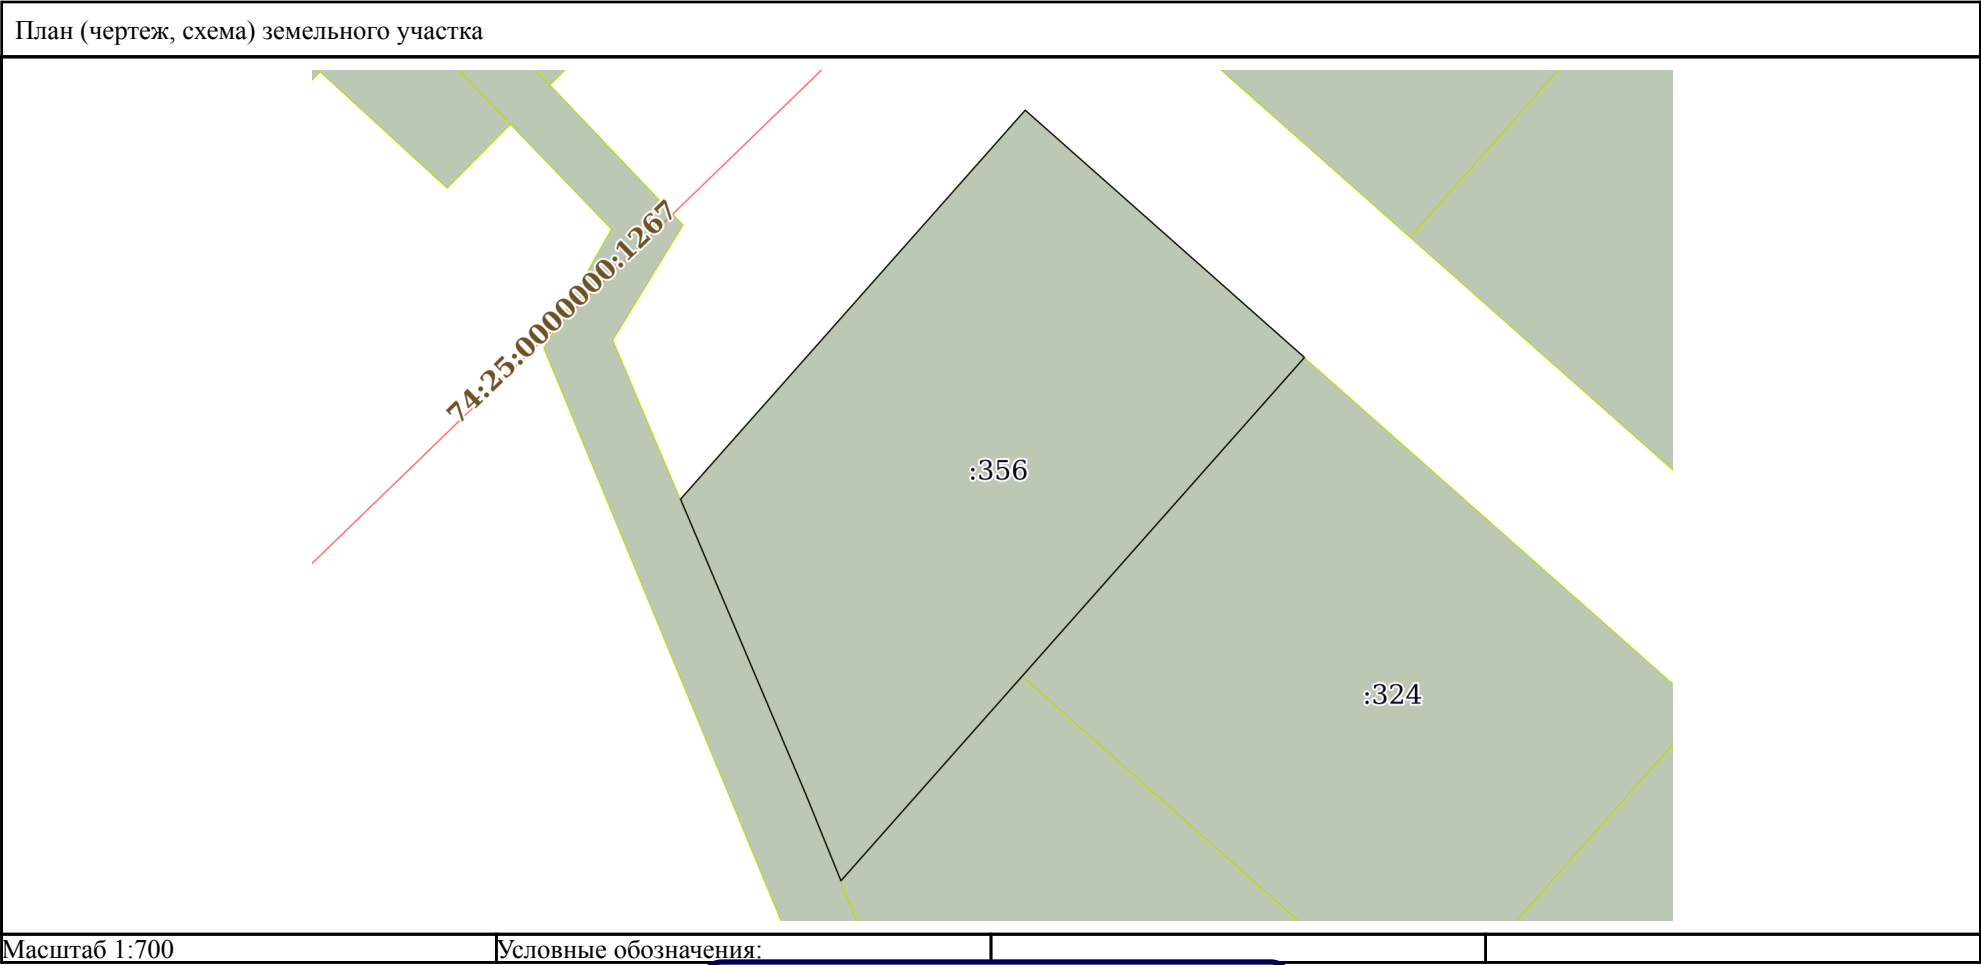 План (чертеж, схема) земельного участка
74:25:0000000:1267
:356
:324
Масштаб 1:700
Условные обозначения: